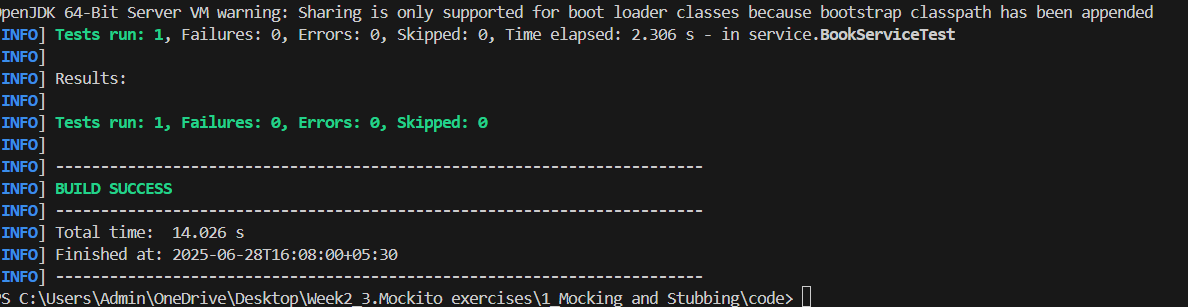 OpenJDK 64-Bit Server VM warning: Sharing is only supported for boot loader classes because bootstrap classpath has been appended
[INFO] Tests run: 1, Failures: 0, Errors: 0, Skipped: 0, Time elapsed: 2.306 s - in service.BookServiceTest
[INFO]
[INFO] Results:
[INFO]
[INFO] Tests run: 1, Failures: 0, Errors: 0, Skipped: 0
[INFO]
[INFO] ------------------------------------------------------------------------
[INFO] BUILD SUCCESS
[INFO] ------------------------------------------------------------------------
[INFO] Total time:  14.026 s
[INFO] Finished at: 2025-06-28T16:08:00+05:30
[INFO] ------------------------------------------------------------------------
PS C:\Users\Admin\OneDrive\Desktop\Week2_3.Mockito exercises\1_Mocking and Stubbing\code>